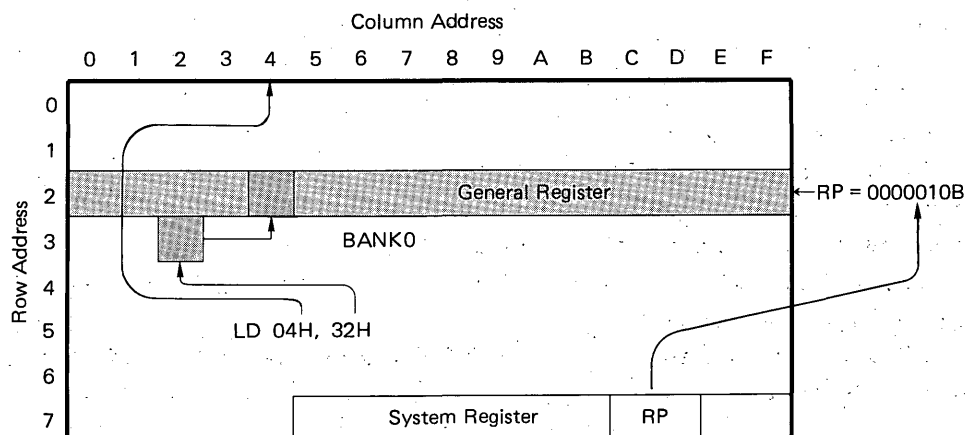 Column Address
0 1 2 3 4 5 6 7 8 9 A B C D E F
Row Address
0
1
2 General Register ←RP = 0000010B
3 BANK0
4
LD 04H, 32H
5
6
7 System Register RP